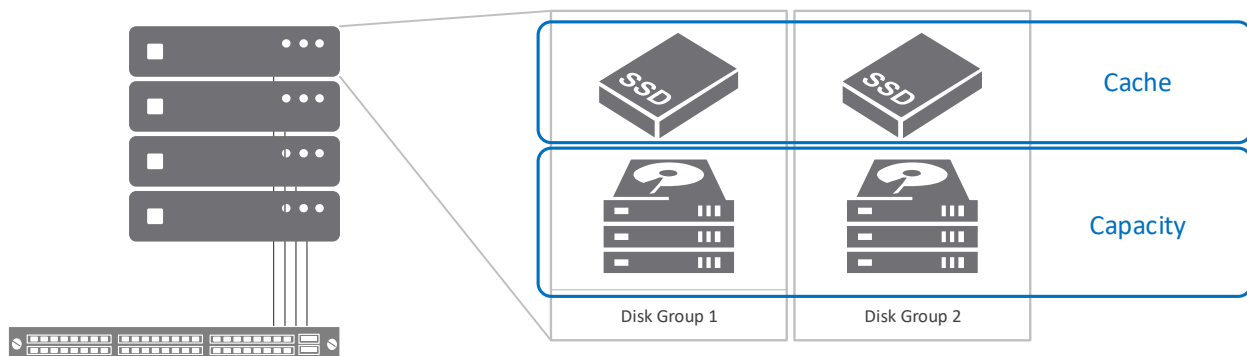 SSD
SSD
Cache
Capacity
Disk Group 1
Disk Group 2